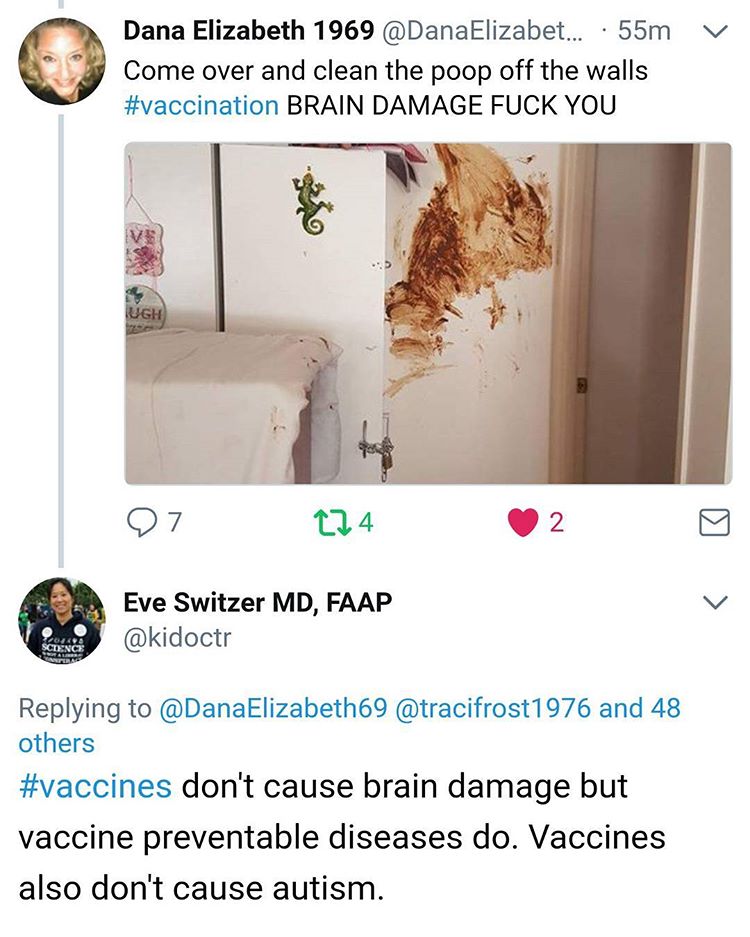 Dana Elizabeth 1969 @DanaElizabet... · 55m
Come over and clean the poop off the walls
#vaccination BRAIN DAMAGE FUCK YOU
VE
UGH
7 4 2
Eve Switzer MD, FAAP
@kidoctr
SCIENCE
Replying to @DanaElizabeth69 @tracifrost1976 and 48
others
#vaccines don't cause brain damage but
vaccine preventable diseases do. Vaccines
also don't cause autism.